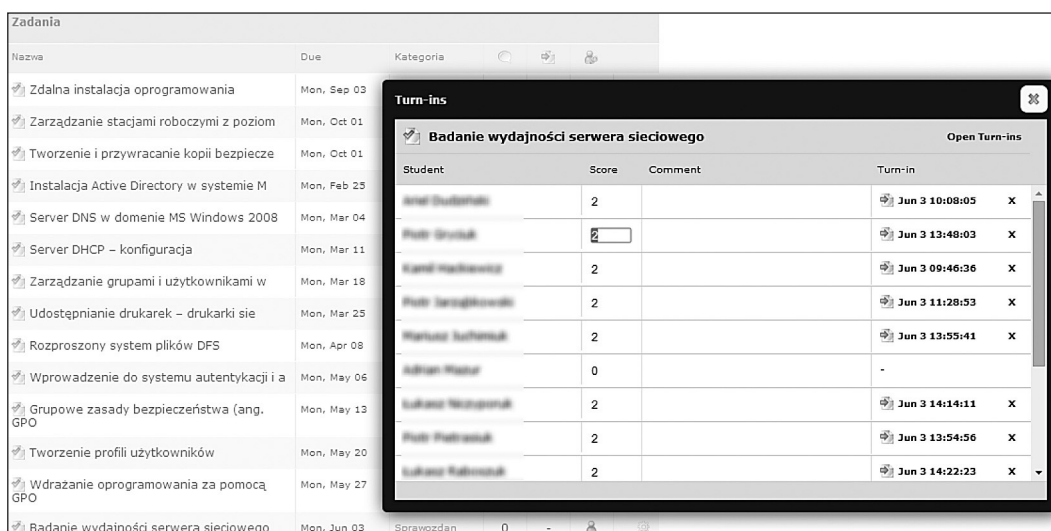 Zadania
Nazwa Due Kategoria
Zdalna instalacja oprogramowania Mon, Sep 03
Zarządzanie stacjami roboczymi z poziom Mon, Oct 01
Tworzenie i przywracanie kopii bezpiecze Mon, Oct 01
Instalacja Active Directory w systemie M Mon, Feb 25
Server DNS w domenie MS Windows 2008 Mon, Mar 04
Server DHCP – konfiguracja Mon, Mar 11
Zarządzanie grupami i użytkownikami w Mon, Mar 18
Udostępnianie drukarek – drukarki sie Mon, Mar 25
Rozproszony system plików DFS Mon, Apr 08
Wprowadzenie do systemu autentykacji i a Mon, May 06
Grupowe zasady bezpieczeństwa (ang. Mon, May 13
GPO
Tworzenie profili użytkowników Mon, May 20
Wdrażanie oprogramowania za pomocą Mon, May 27
GPO
Badanie wydajności serwera sieciowego Mon, Jun 03 Sprawozdan 0 -
Turn-ins
Badanie wydajności serwera sieciowego Open Turn-ins
Student Score Comment Turn-in
2 Jun 3 10:08:05 x
2 Jun 3 13:48:03 x
2 Jun 3 09:46:36 x
2 Jun 3 11:28:53 x
2 Jun 3 13:55:41 x
0 -
2 Jun 3 14:14:11 x
2 Jun 3 13:54:56 x
2 Jun 3 14:22:23 x